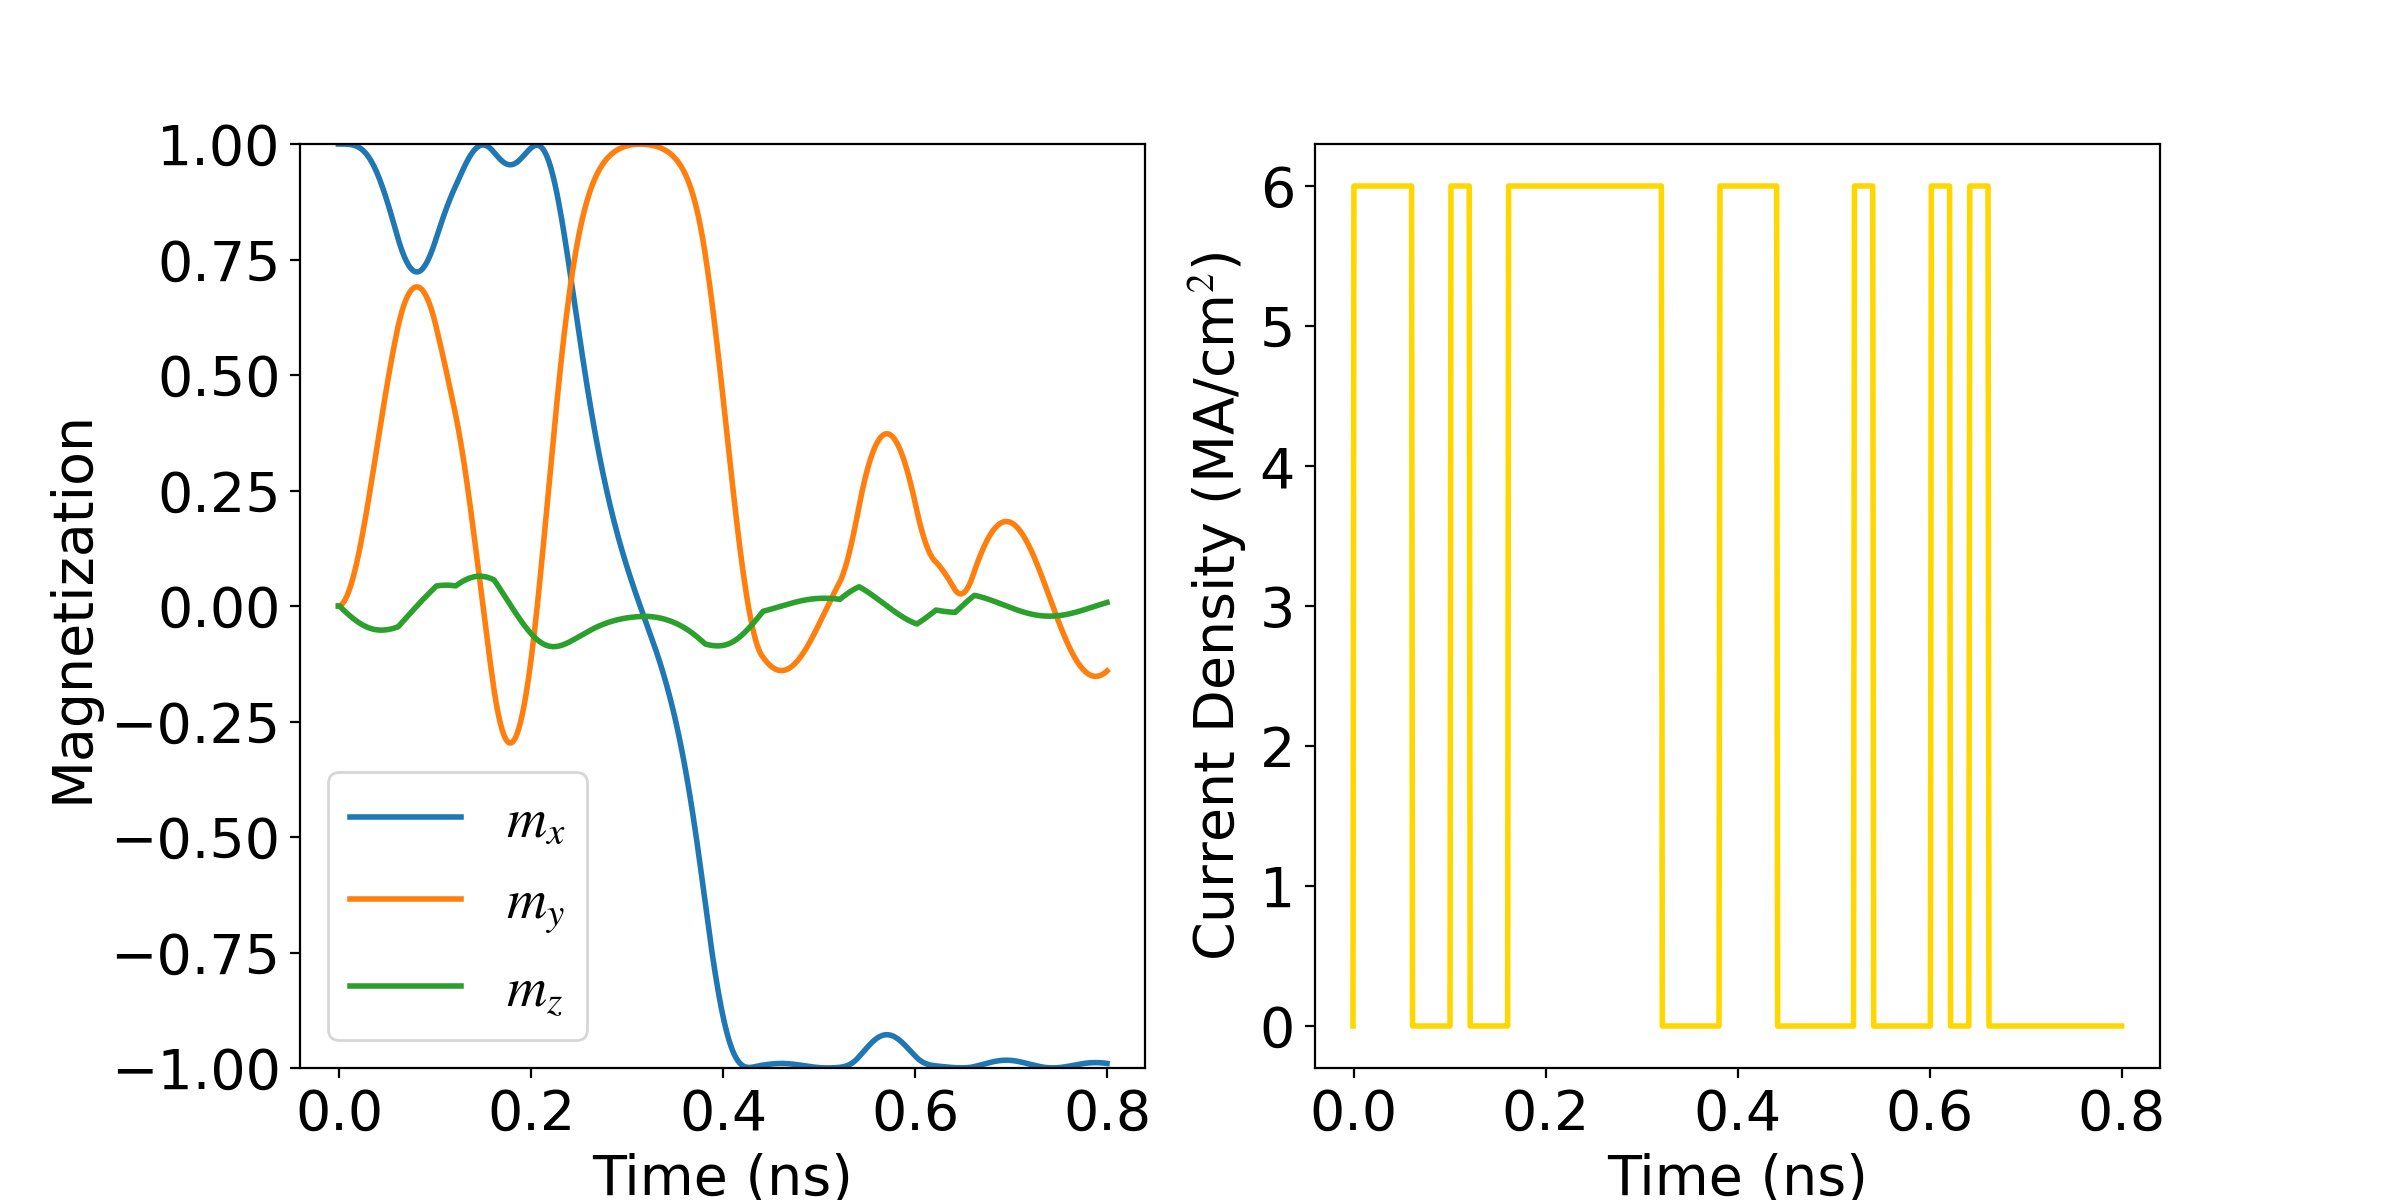 1.00
0.75
0.50
0.25
0.00
−0.25
−0.50
−0.75
−1.00
Magnetization
m_x
m_y
m_z
0.0 0.2 0.4 0.6 0.8
Time (ns)
6
5
4
3
2
1
0
Current Density (MA/cm²)
0.0 0.2 0.4 0.6 0.8
Time (ns)